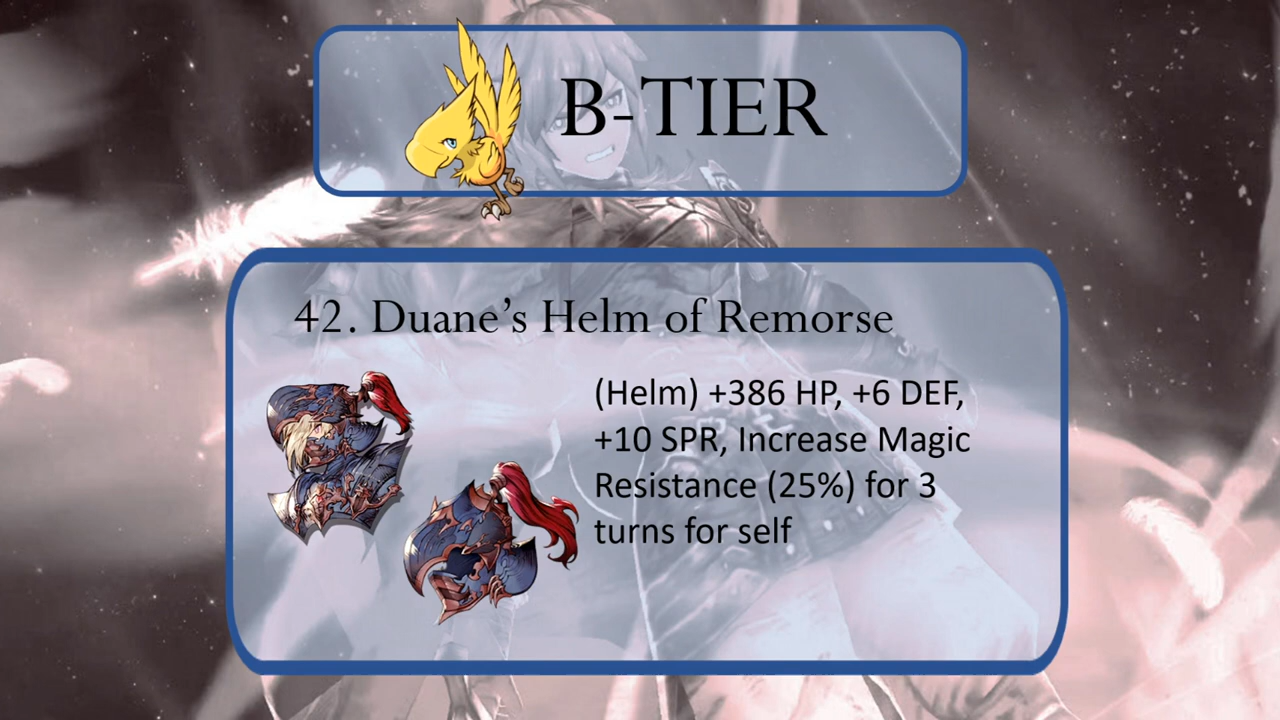 B-TIER
42. Duane’s Helm of Remorse
(Helm) +386 HP, +6 DEF,
+10 SPR, Increase Magic
Resistance (25%) for 3
turns for self